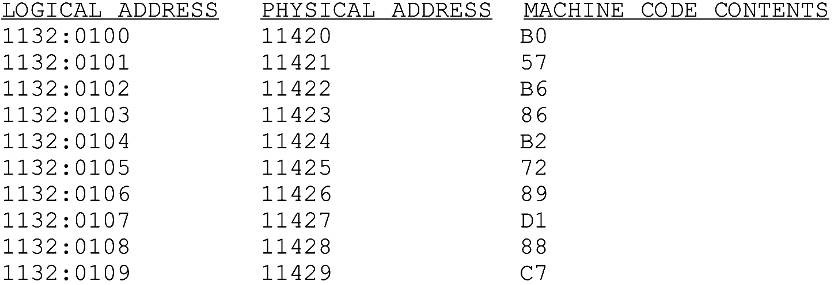 LOGICAL ADDRESS PHYSICAL ADDRESS MACHINE CODE CONTENTS
1132:0100 11420 B0
1132:0101 11421 57
1132:0102 11422 B6
1132:0103 11423 86
1132:0104 11424 B2
1132:0105 11425 72
1132:0106 11426 89
1132:0107 11427 D1
1132:0108 11428 88
1132:0109 11429 C7